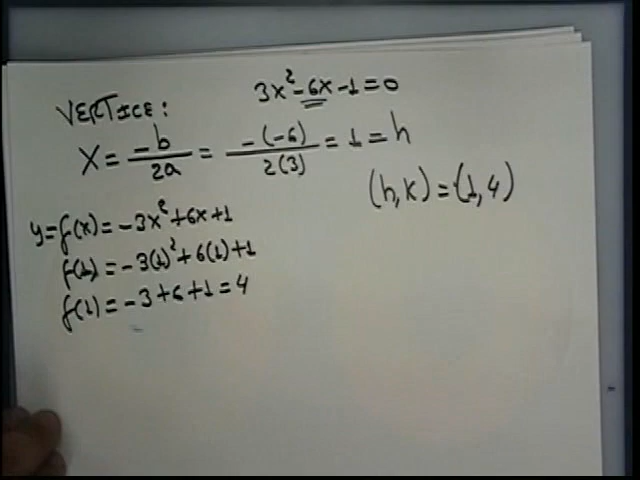 3x²-6x-1=0
VERTICE:
X = -b/2a = -(-6)/2(3) = 1 = h
(h,k)=(1,4)
y=f(x)=-3x²+6x+1
f(1)=-3(1)²+6(1)+1
f(1)=-3+6+1=4